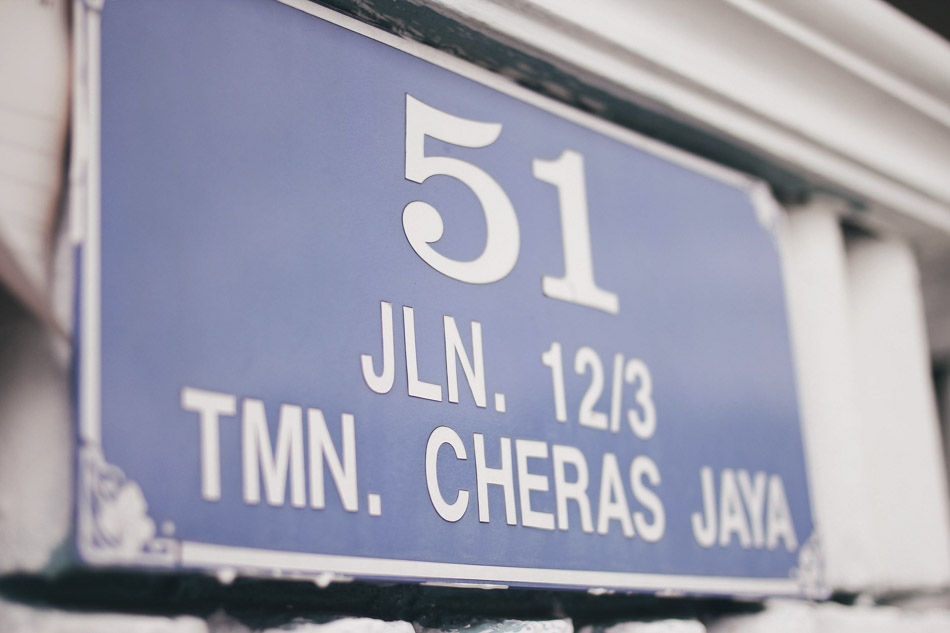 51
JLN. 12/3
TMN. CHERAS JAYA